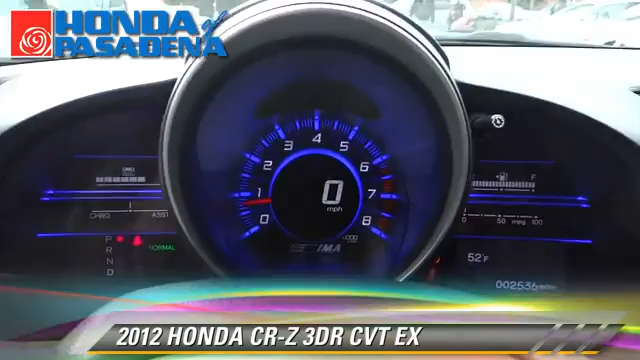 HONDA of
PASADENA
4
3 5
2 6
1 7
0 8
0
mph
IMA
CHRG ASST
P
R
N
D
NORMAL
F
0 50 mpg 100
52°F
002536 miles
2012 HONDA CR-Z 3DR CVT EX